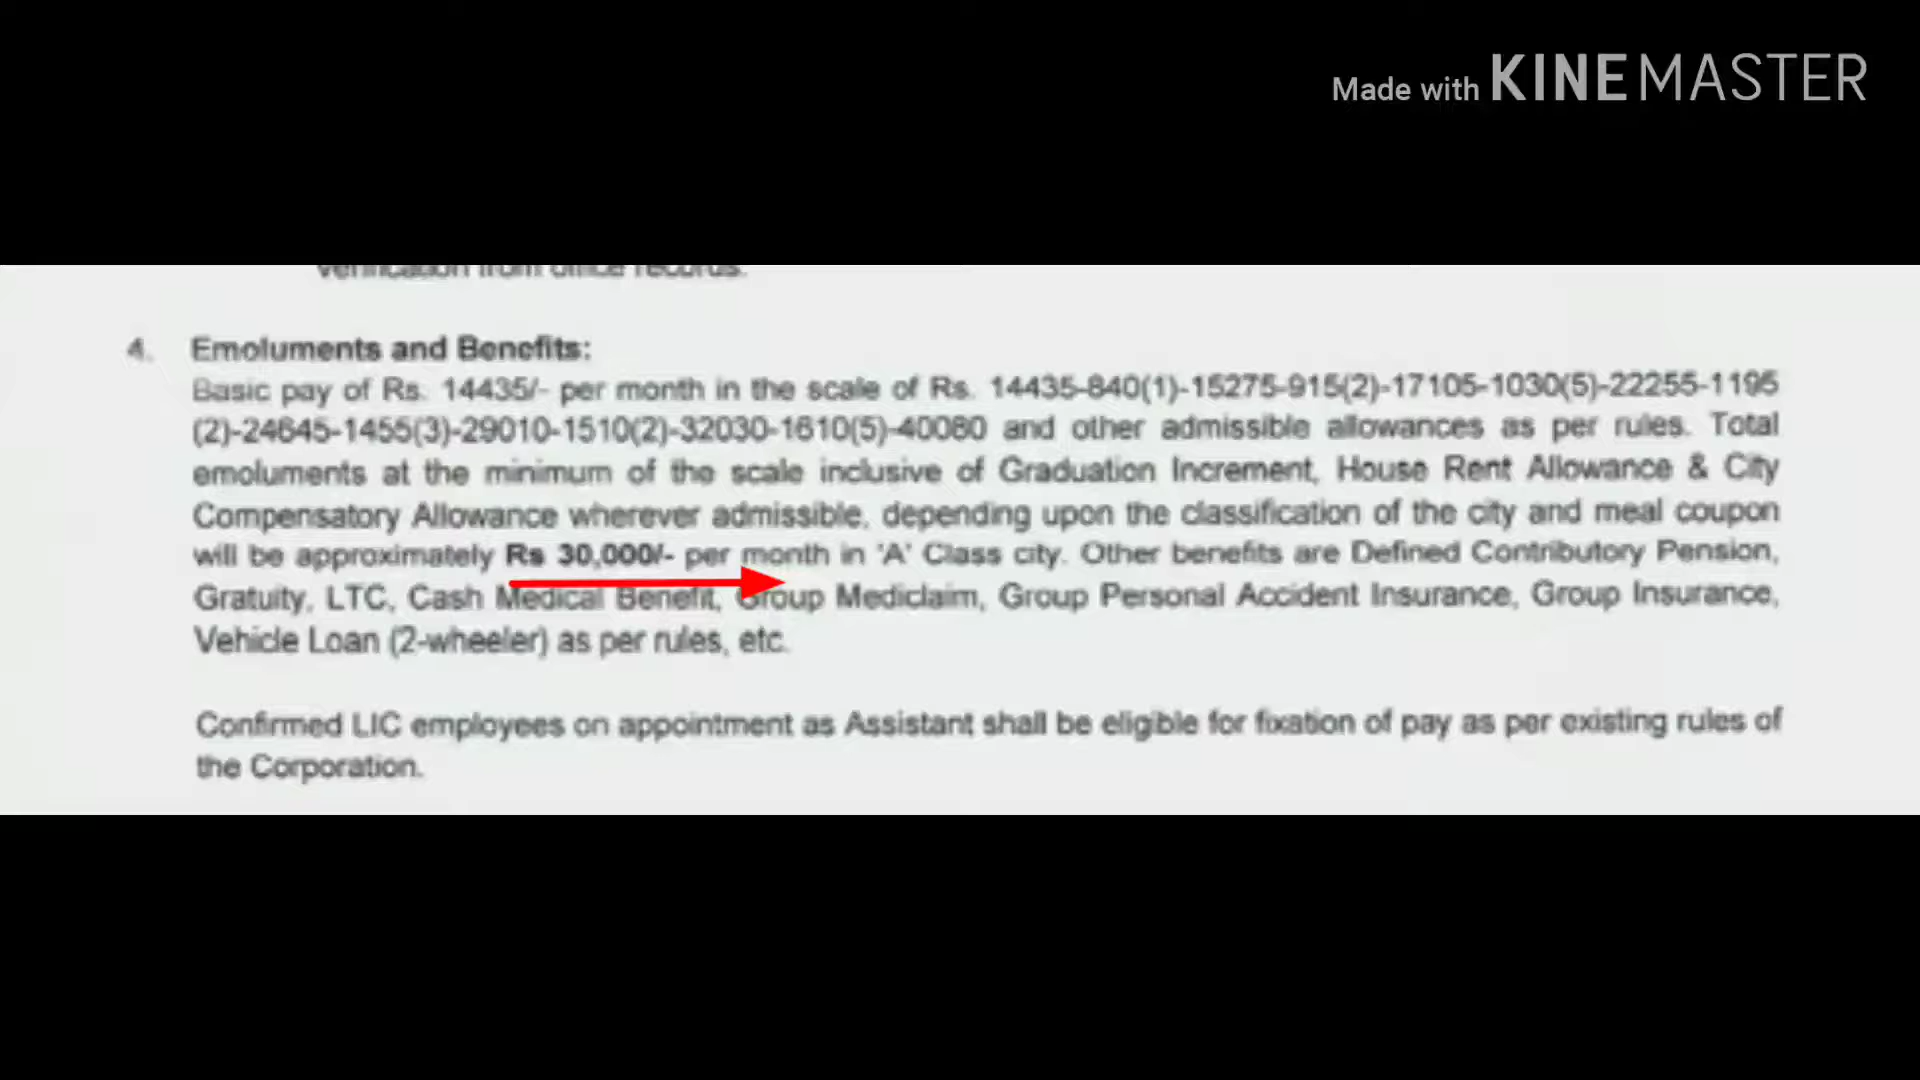 Made with KINEMASTER
verification from office records.
4. Emoluments and Benefits:
Basic pay of Rs. 14435/- per month in the scale of Rs. 14435-840(1)-15275-915(2)-17105-1030(5)-22255-1195
(2)-24645-1455(3)-29010-1510(2)-32030-1610(5)-40080 and other admissible allowances as per rules. Total
emoluments at the minimum of the scale inclusive of Graduation Increment, House Rent Allowance & City
Compensatory Allowance wherever admissible, depending upon the classification of the city and meal coupon
will be approximately Rs 30,000/- per month in 'A' Class city. Other benefits are Defined Contributory Pension,
Gratuity, LTC, Cash Medical Benefit, Group Mediclaim, Group Personal Accident Insurance, Group Insurance,
Vehicle Loan (2-wheeler) as per rules, etc.
Confirmed LIC employees on appointment as Assistant shall be eligible for fixation of pay as per existing rules of
the Corporation.